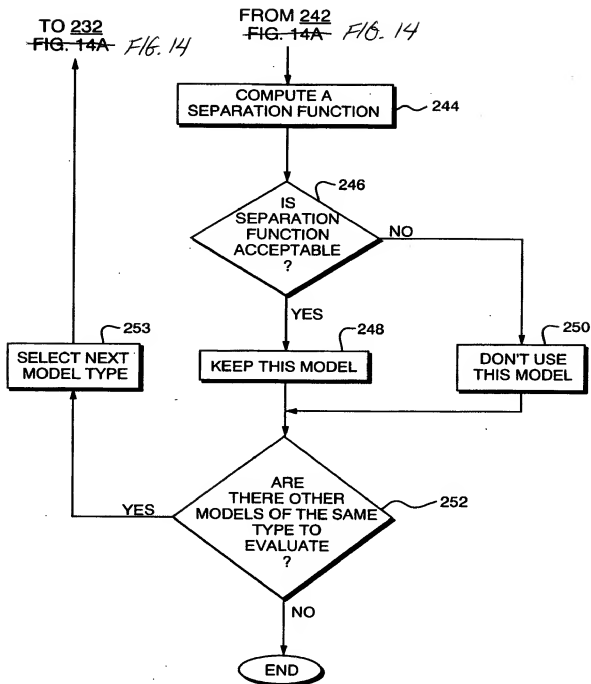 TO 232
FIG. 14A FIG. 14
FROM 242
FIG. 14A FIG. 14
COMPUTE A
SEPARATION FUNCTION
244
246
IS
SEPARATION
FUNCTION
ACCEPTABLE
?
NO
YES
253
SELECT NEXT
MODEL TYPE
248
KEEP THIS MODEL
250
DON'T USE
THIS MODEL
ARE
THERE OTHER
MODELS OF THE SAME
TYPE TO
EVALUATE
?
252
YES
NO
END